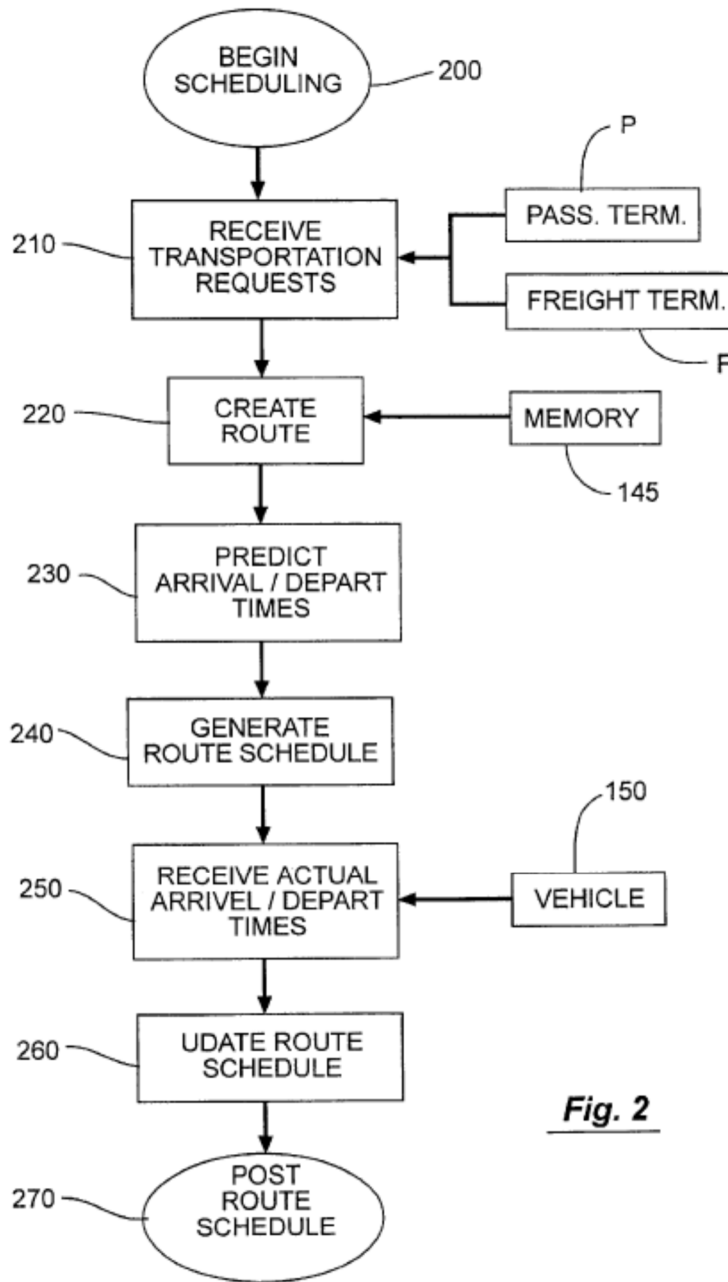 BEGIN
SCHEDULING
200
P
210
RECEIVE
TRANSPORTATION
REQUESTS
PASS. TERM.
FREIGHT TERM.
F
220
CREATE
ROUTE
MEMORY
145
230
PREDICT
ARRIVAL / DEPART
TIMES
240
GENERATE
ROUTE SCHEDULE
150
250
RECEIVE ACTUAL
ARRIVEL / DEPART
TIMES
VEHICLE
260
UDATE ROUTE
SCHEDULE
Fig. 2
270
POST
ROUTE
SCHEDULE